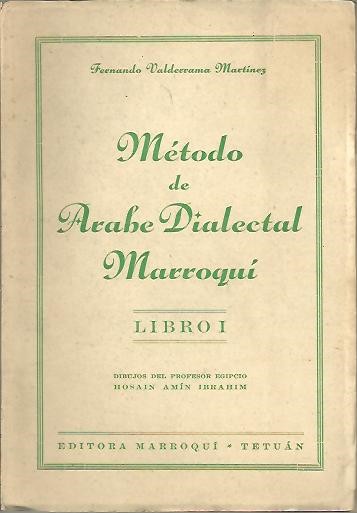 Fernando Valderrama Martínez
Método
de
Arabe Dialectal
Marroquí
LIBRO I
DIBUJOS DEL PROFESOR EGIPCIO
HOSAIN AMÍN IBRAHIM
EDITORA MARROQUÍ * TETUÁN